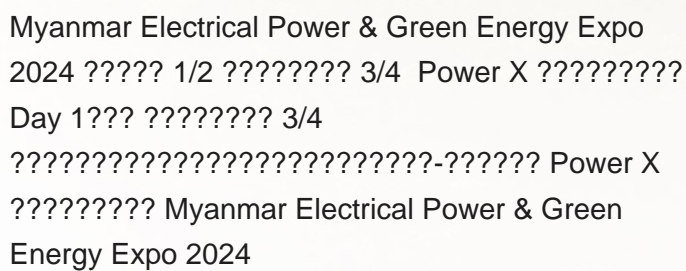 Myanmar Electrical Power & Green Energy Expo
2024 ????? 1/2 ???????? 3/4  Power X ?????????
Day 1??? ???????? 3/4
??????????????????????????-?????? Power X
????????? Myanmar Electrical Power & Green
Energy Expo 2024